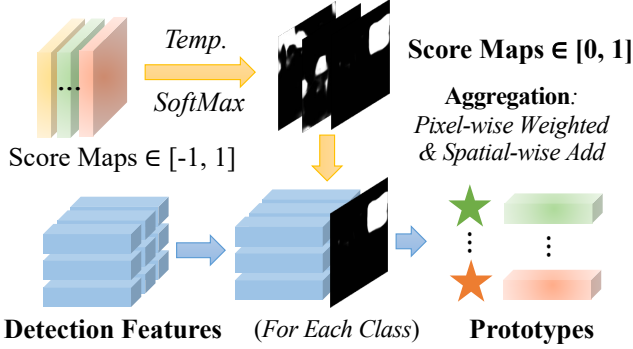 Temp.
SoftMax
Score Maps ∈ [-1, 1]
Score Maps ∈ [0, 1]
Aggregation:
Pixel-wise Weighted
& Spatial-wise Add
Detection Features
(For Each Class)
Prototypes